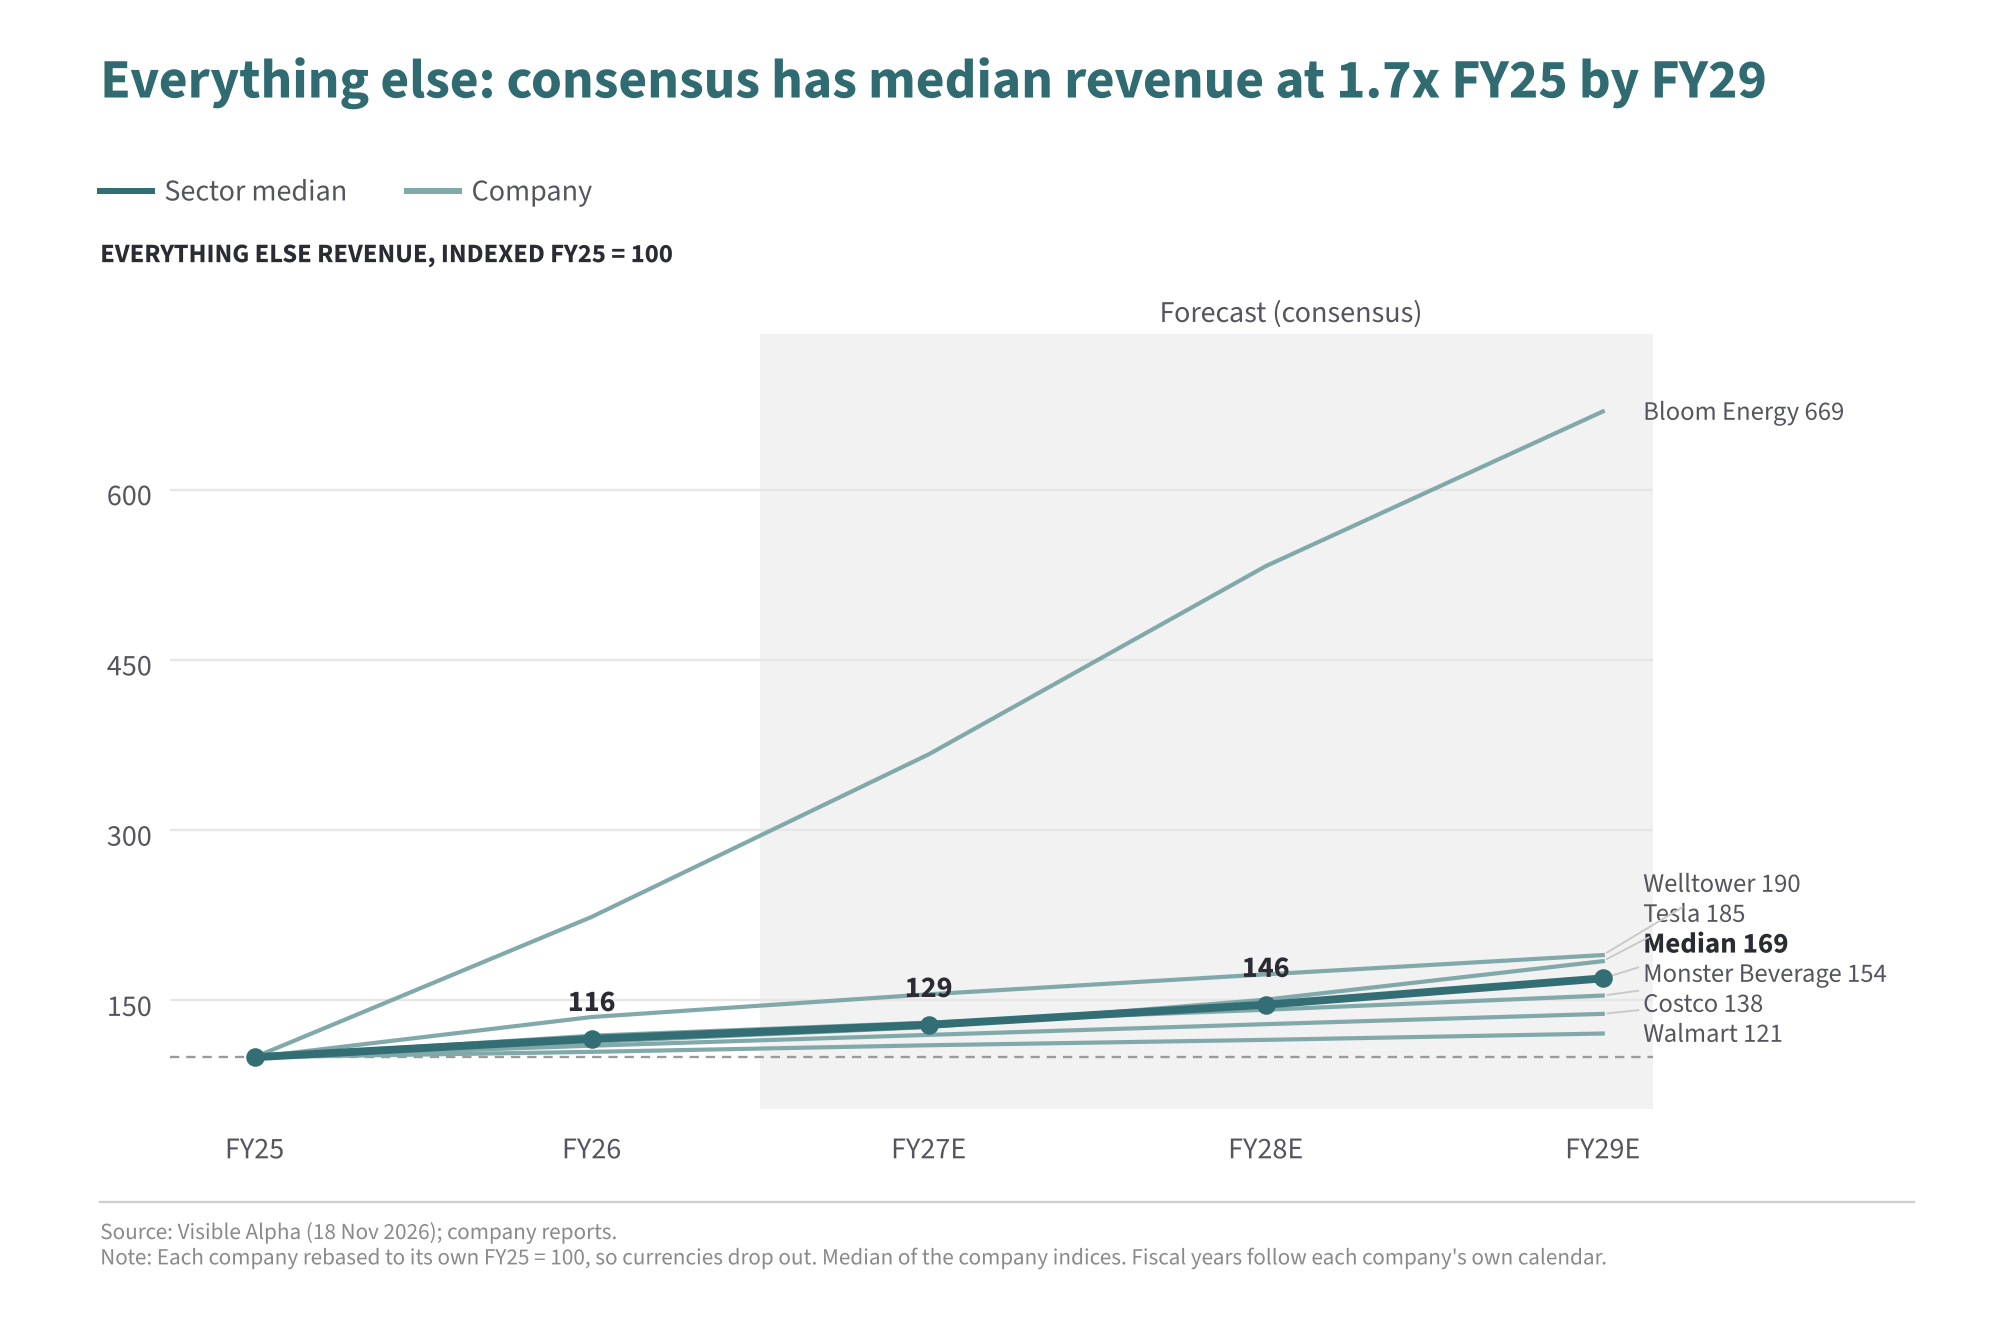 Everything else: consensus has median revenue at 1.7x FY25 by FY29
Sector median
Company
EVERYTHING ELSE REVENUE, INDEXED FY25 = 100
Forecast (consensus)
Bloom Energy 669
600
450
300
Welltower 190
Tesla 185
Median 169
146
Monster Beverage 154
129
116
150
Costco 138
Walmart 121
FY25
FY26
FY27E
FY28E
FY29E
Source: Visible Alpha (18 Nov 2026); company reports.
Note: Each company rebased to its own FY25 = 100, so currencies drop out. Median of the company indices. Fiscal years follow each company's own calendar.